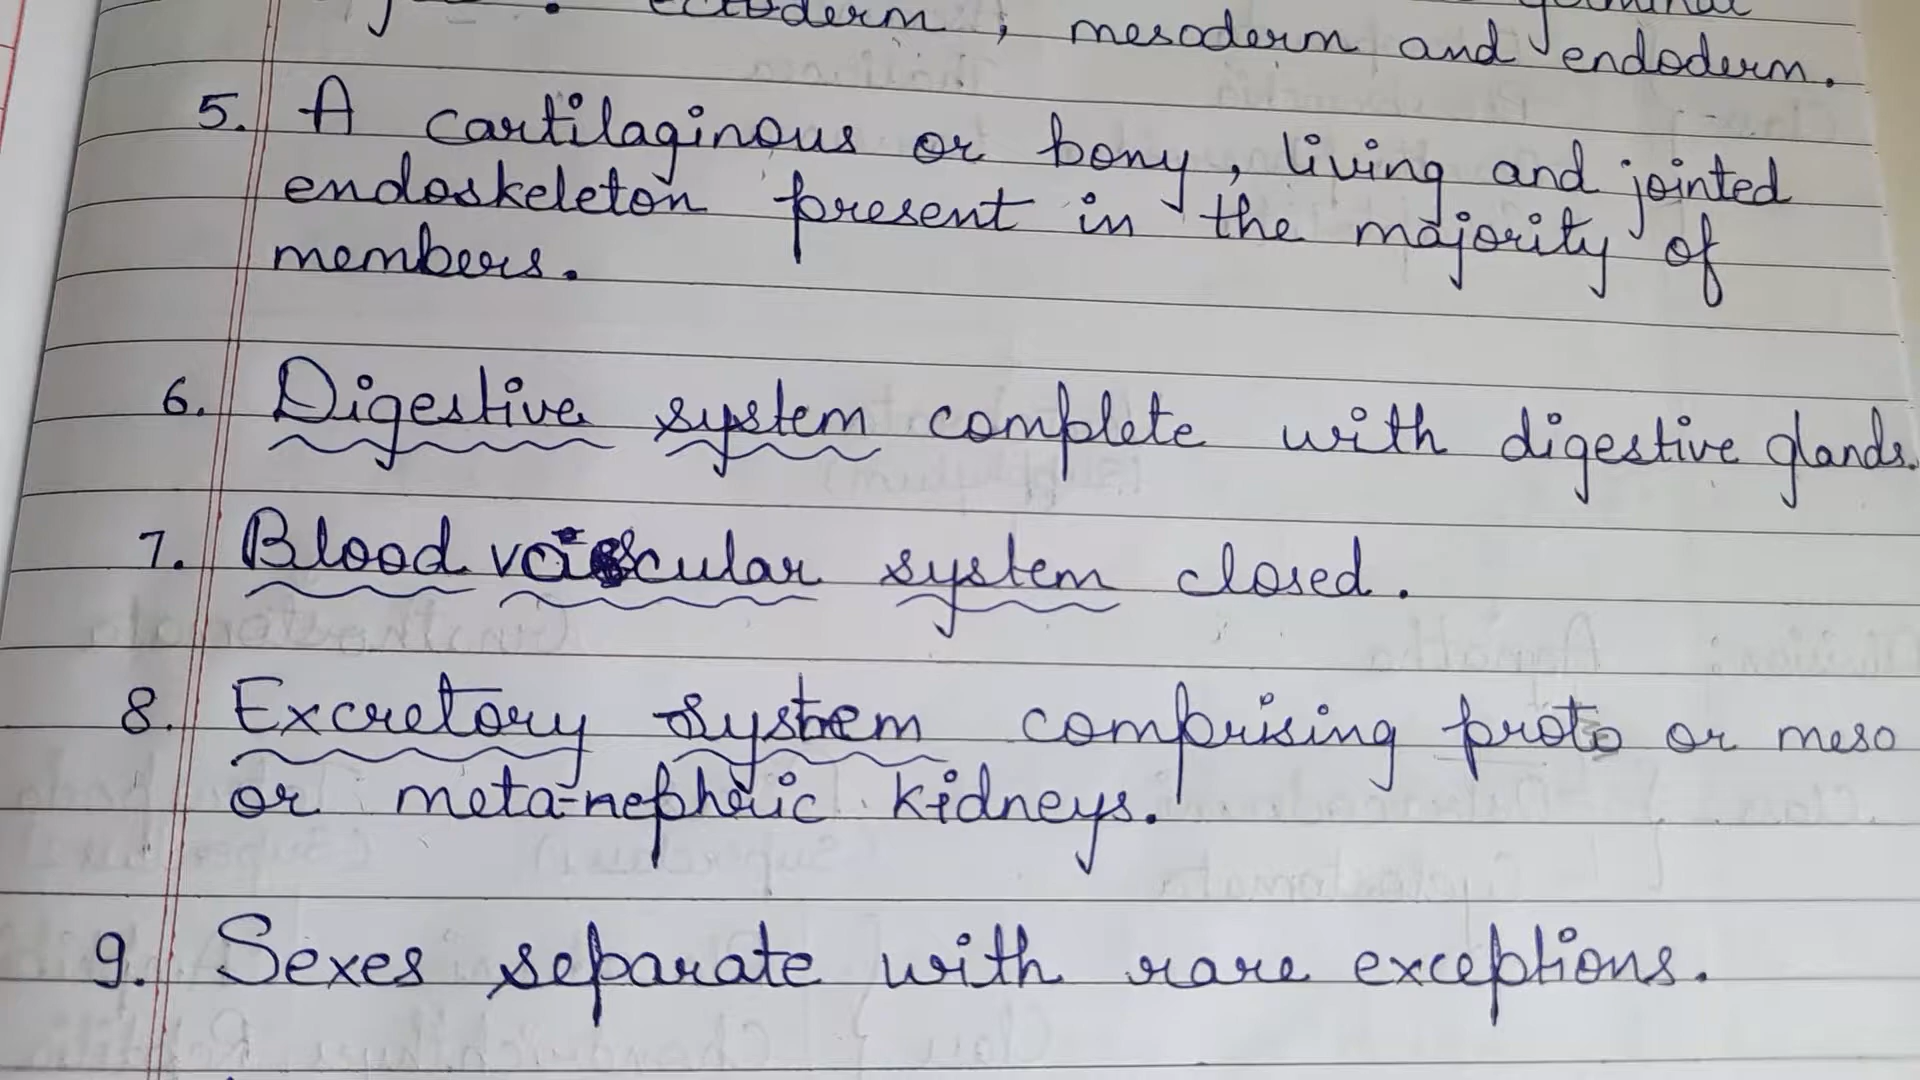 ectoderm, mesoderm and endoderm.
5. A cartilaginous or bony, living and jointed
endoskeleton present in the majority of
members.
6. Digestive system complete with digestive glands.
7. Blood vascular system closed.
8. Excretory system comprising proto or meso
or meta-nephric kidneys.
9. Sexes separate with rare exceptions.